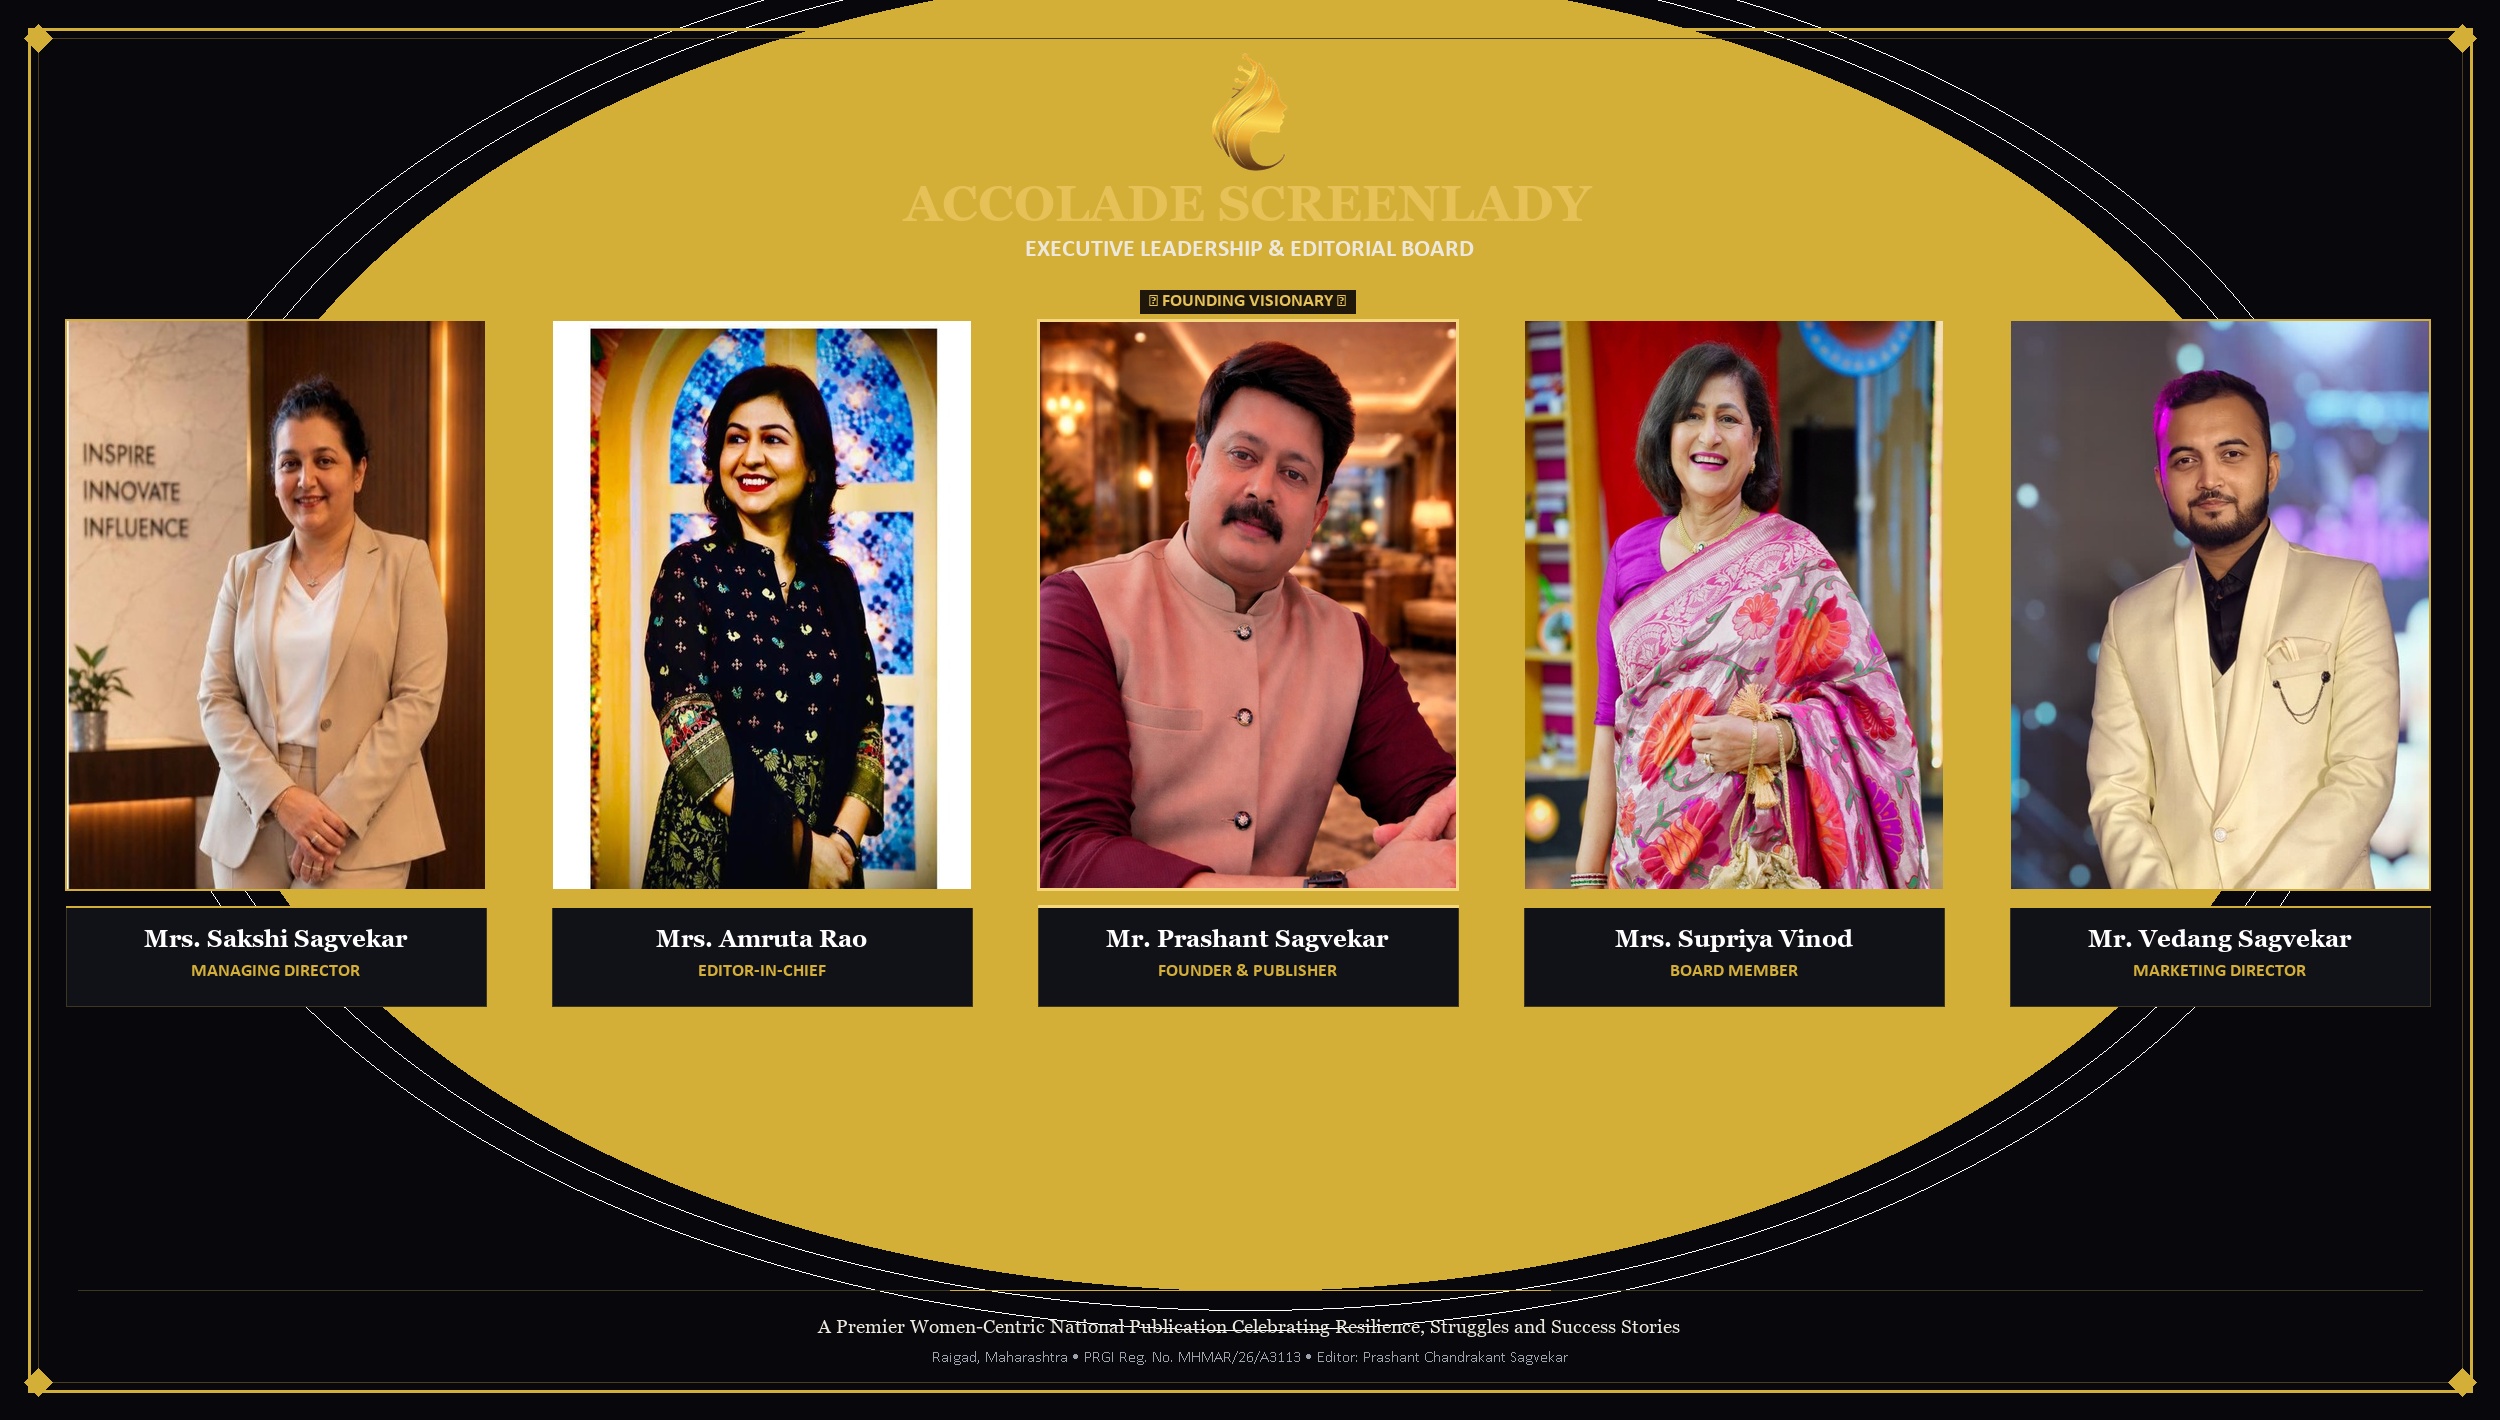 ACCOLADE SCREENLADY
EXECUTIVE LEADERSHIP & EDITORIAL BOARD
FOUNDING VISIONARY
INSPIRE
INNOVATE
INFLUENCE
Mrs. Sakshi Sagvekar
MANAGING DIRECTOR
Mrs. Amruta Rao
EDITOR-IN-CHIEF
Mr. Prashant Sagvekar
FOUNDER & PUBLISHER
Mrs. Supriya Vinod
BOARD MEMBER
Mr. Vedang Sagvekar
MARKETING DIRECTOR
A Premier Women-Centric National Publication Celebrating Resilience, Struggles and Success Stories
Raigad, Maharashtra • PRGI Reg. No. MHMAR/26/A3113 • Editor: Prashant Chandrakant Sagvekar